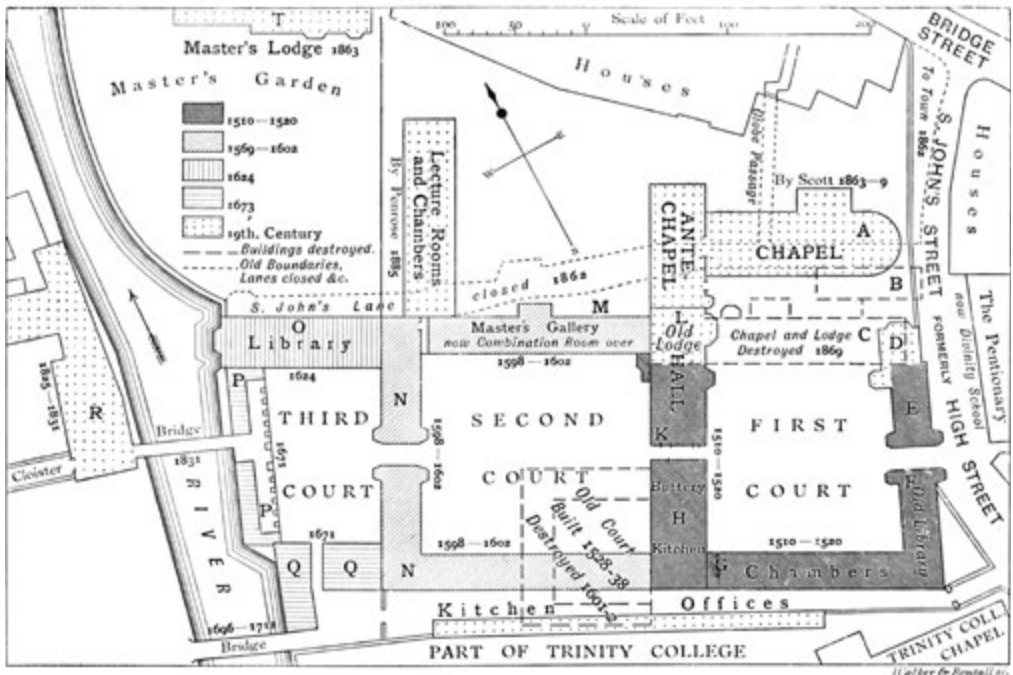 T
Master's Lodge 1863
Master's Garden
1510—1520
1569—1602
1624
1673
19th. Century
Buildings destroyed.
Old Boundaries,
Lanes closed &c.
100 50 0 100 200
Scale of Feet
Houses
BRIDGE
STREET
To Town 1862
S. JOHN'S STREET FORMERLY HIGH STREET
Houses
The Pentionary
now Divinity School
Globe Passage
By Scott 1863—9
Lecture Rooms
and Chambers
By Penrose 1885
W
closed 1862
S. John's Lane
ANTE
CHAPEL
CHAPEL
A
B
C
D
E
F
M
L
Master's Gallery
now Combination Room over
1598—1602
Old
Lodge
Chapel and Lodge
Destroyed 1869
O
Library
1624
HALL
K
THIRD
COURT
SECOND
COURT
FIRST
COURT
N
1598—1602
1510—1520
P
1671
P
R
1825—1831
Bridge
1831
Cloister
RIVER
Buttery
H
Kitchen
G
Old Court
Built 1528-38
Destroyed 1601-2
Old Library
1671
Q Q
N
1598—1602
1510—1520
Chambers
Kitchen Offices
Bridge
PART OF TRINITY COLLEGE
TRINITY COLL.
CHAPEL